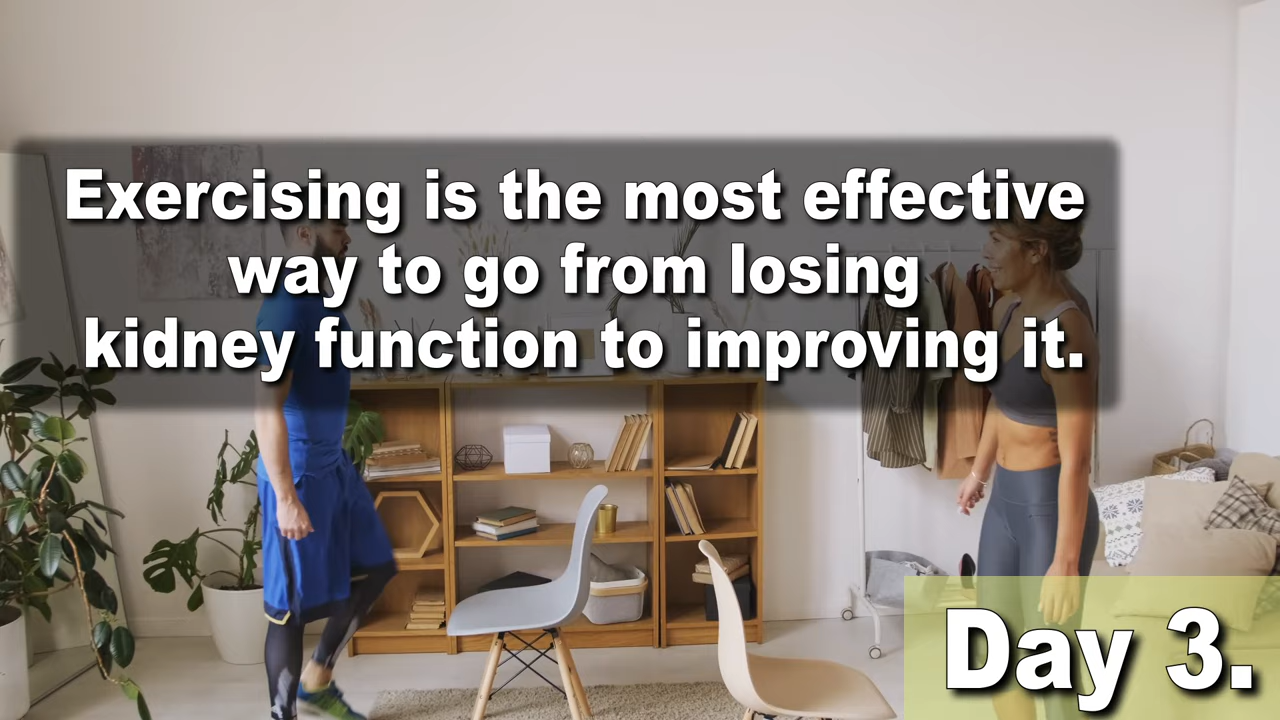 Exercising is the most effective
way to go from losing
kidney function to improving it.
Day 3.